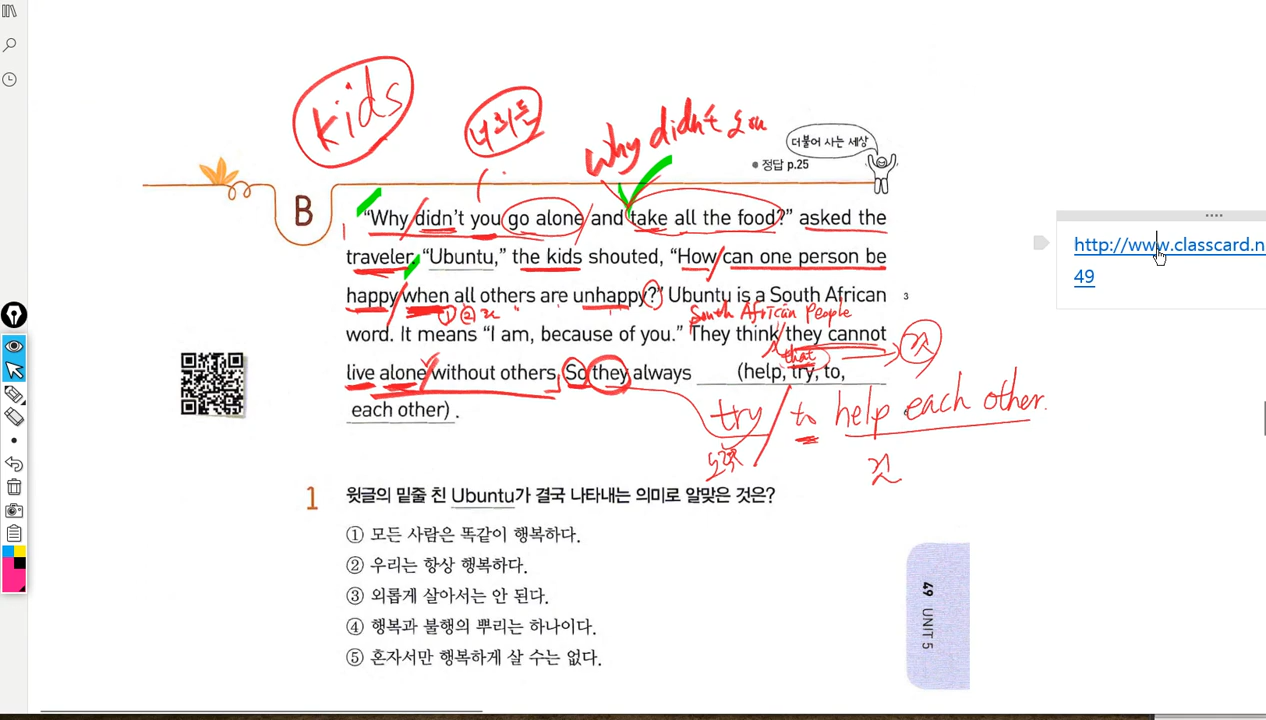 kids
너희들
Why didn't you
더불어 사는 세상
● 정답 p.25
B
"Why didn't you go alone and take all the food?" asked the
traveler. "Ubuntu," the kids shouted, "How can one person be
happy when all others are unhappy?" Ubuntu is a South African
3
① ②
South African People
word. It means "I am, because of you." They think they cannot
that
것
live alone without others. So they always (help, try, to,
each other).
try / to help each other.
노력
것
1 윗글의 밑줄 친 Ubuntu가 결국 나타내는 의미로 알맞은 것은?
① 모든 사람은 똑같이 행복하다.
② 우리는 항상 행복하다.
③ 외롭게 살아서는 안 된다.
④ 행복과 불행의 뿌리는 하나이다.
⑤ 혼자서만 행복하게 살 수는 없다.
49 UNIT 5
http://www.classcard.n
49